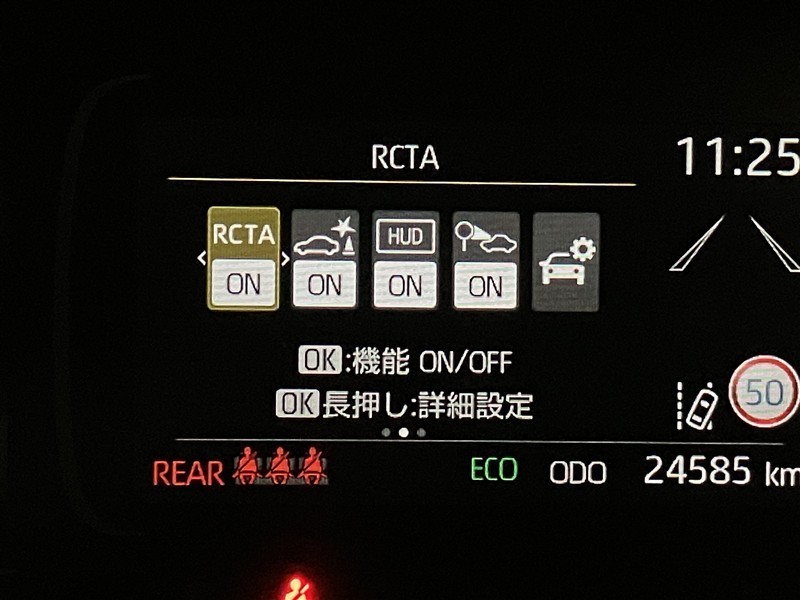 RCTA
11:25
RCTA
HUD
ON
ON
ON
ON
OK:機能 ON/OFF
OK長押し:詳細設定
50
REAR
ECO
ODO
24585 km